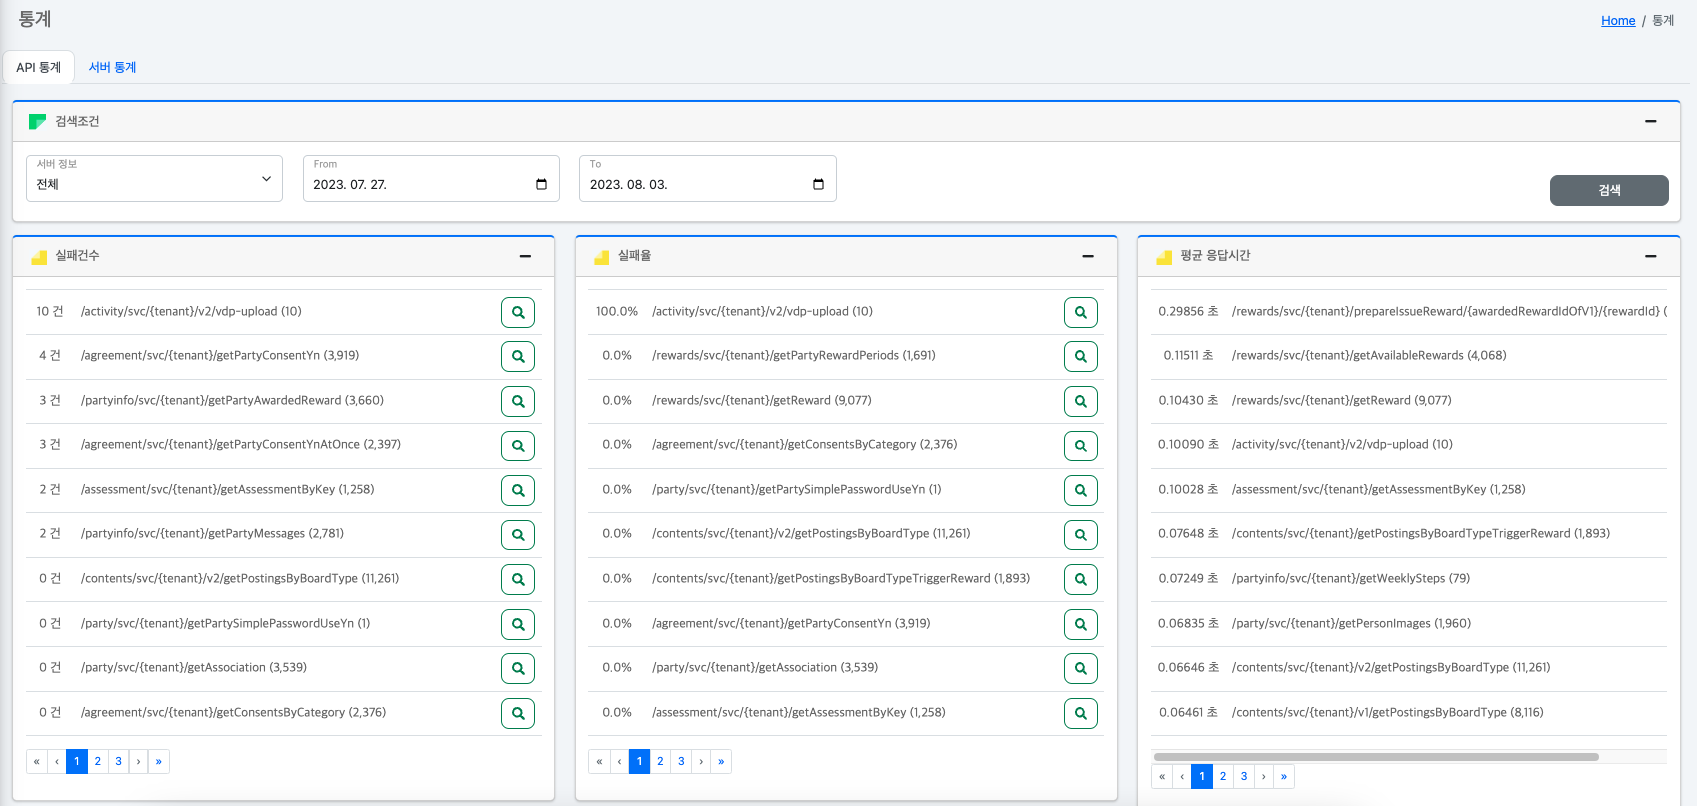 통계
Home / 통계
API 통계 서버 통계
검색조건
서버 정보
전체
From
2023. 07. 27.
To
2023. 08. 03.
검색
실패건수
10 건 /activity/svc/{tenant}/v2/vdp-upload (10)
4 건 /agreement/svc/{tenant}/getPartyConsentYn (3,919)
3 건 /partyinfo/svc/{tenant}/getPartyAwardedReward (3,660)
3 건 /agreement/svc/{tenant}/getPartyConsentYnAtOnce (2,397)
2 건 /assessment/svc/{tenant}/getAssessmentByKey (1,258)
2 건 /partyinfo/svc/{tenant}/getPartyMessages (2,781)
0 건 /contents/svc/{tenant}/v2/getPostingsByBoardType (11,261)
0 건 /party/svc/{tenant}/getPartySimplePasswordUseYn (1)
0 건 /party/svc/{tenant}/getAssociation (3,539)
0 건 /agreement/svc/{tenant}/getConsentsByCategory (2,376)
« ‹ 1 2 3 › »
실패율
100.0% /activity/svc/{tenant}/v2/vdp-upload (10)
0.0% /rewards/svc/{tenant}/getPartyRewardPeriods (1,691)
0.0% /rewards/svc/{tenant}/getReward (9,077)
0.0% /agreement/svc/{tenant}/getConsentsByCategory (2,376)
0.0% /party/svc/{tenant}/getPartySimplePasswordUseYn (1)
0.0% /contents/svc/{tenant}/v2/getPostingsByBoardType (11,261)
0.0% /contents/svc/{tenant}/getPostingsByBoardTypeTriggerReward (1,893)
0.0% /agreement/svc/{tenant}/getPartyConsentYn (3,919)
0.0% /party/svc/{tenant}/getAssociation (3,539)
0.0% /assessment/svc/{tenant}/getAssessmentByKey (1,258)
« ‹ 1 2 3 › »
평균 응답시간
0.29856 초 /rewards/svc/{tenant}/prepareIssueReward/{awardedRewardIdOfV1}/{rewardId} (
0.11511 초 /rewards/svc/{tenant}/getAvailableRewards (4,068)
0.10430 초 /rewards/svc/{tenant}/getReward (9,077)
0.10090 초 /activity/svc/{tenant}/v2/vdp-upload (10)
0.10028 초 /assessment/svc/{tenant}/getAssessmentByKey (1,258)
0.07648 초 /contents/svc/{tenant}/getPostingsByBoardTypeTriggerReward (1,893)
0.07249 초 /partyinfo/svc/{tenant}/getWeeklySteps (79)
0.06835 초 /party/svc/{tenant}/getPersonImages (1,960)
0.06646 초 /contents/svc/{tenant}/v2/getPostingsByBoardType (11,261)
0.06461 초 /contents/svc/{tenant}/v1/getPostingsByBoardType (8,116)
« ‹ 1 2 3 › »